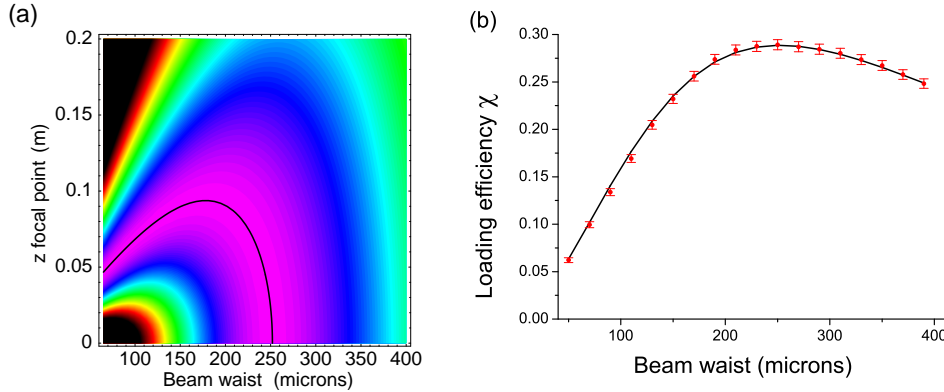 (a)
0.2
0.15
0.1
0.05
0
z focal point (m)
100 150 200 250 300 350 400
Beam waist (microns)
(b)
0.30
0.25
0.20
0.15
0.10
0.05
0.00
Loading efficiency χ
100 200 300 400
Beam waist (microns)